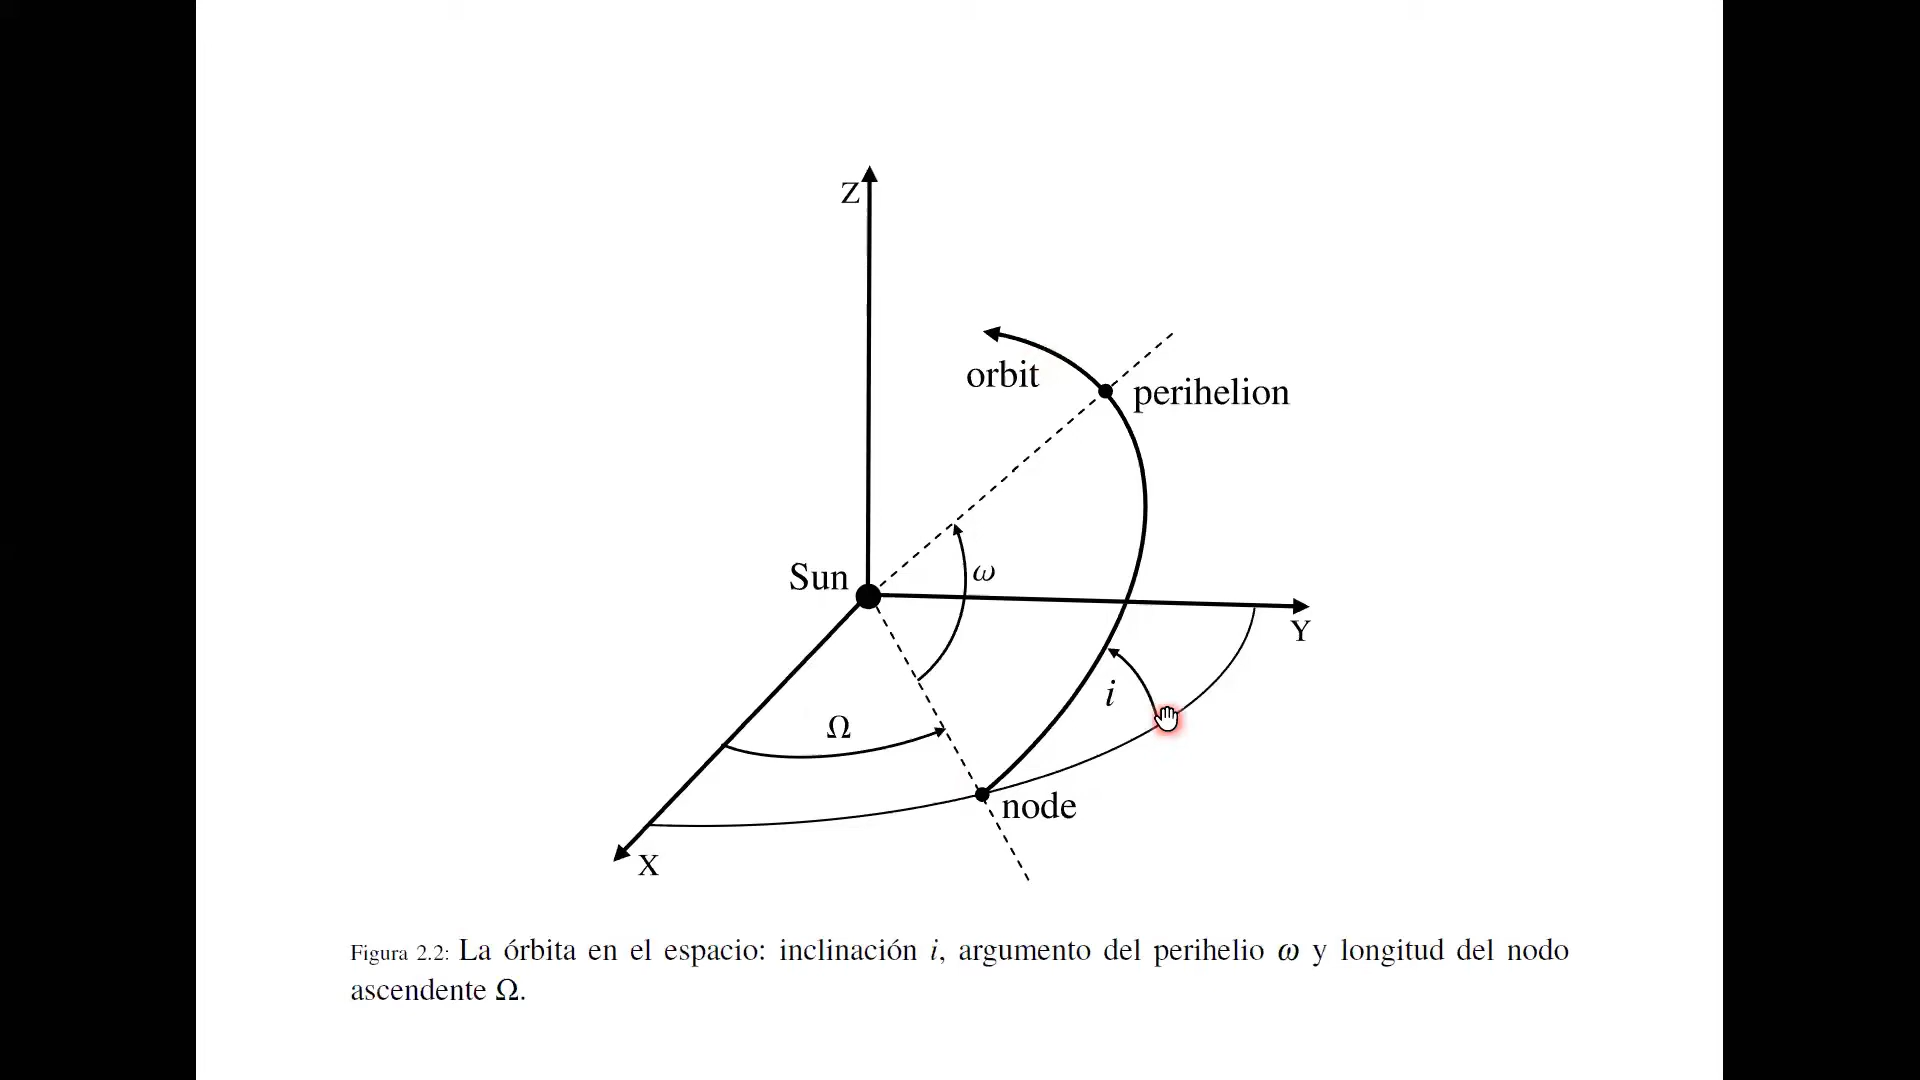 Z
orbit
perihelion
Sun
ω
Y
i
Ω
node
X
Figura 2.2: La órbita en el espacio: inclinación i, argumento del perihelio ω y longitud del nodo
ascendente Ω.